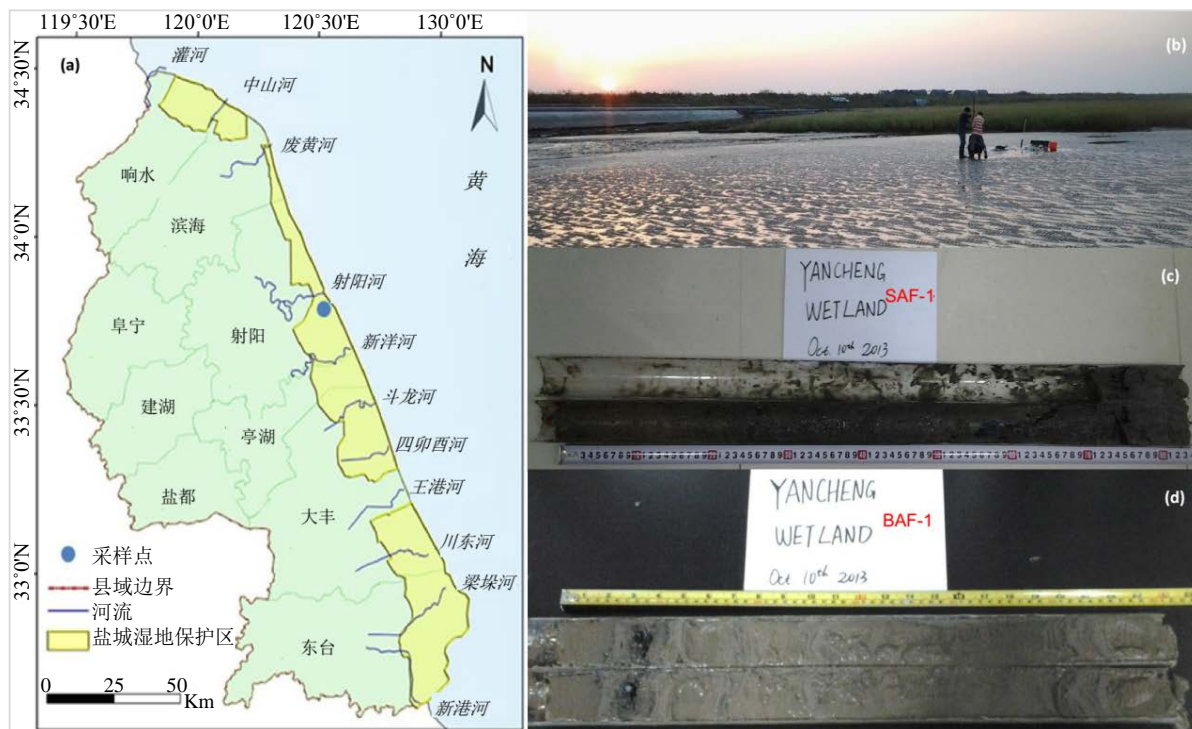 119°30'E
120°0'E
120°30'E
130°0'E
34°30'N
34°0'N
33°30'N
33°0'N
(a)
N
灌河
中山河
废黄河
黄
海
响水
滨海
射阳河
阜宁
射阳
新洋河
斗龙河
建湖
亭湖
四卯酉河
盐都
王港河
大丰
川东河
梁垛河
东台
新港河
采样点
县域边界
河流
盐城湿地保护区
0 25 50
Km
(b)
(c)
YANCHENG
SAF-1
WETLAND
Oct. 10th 2013
(d)
YANCHENG
BAF-1
WETLAND
Oct 10th 2013